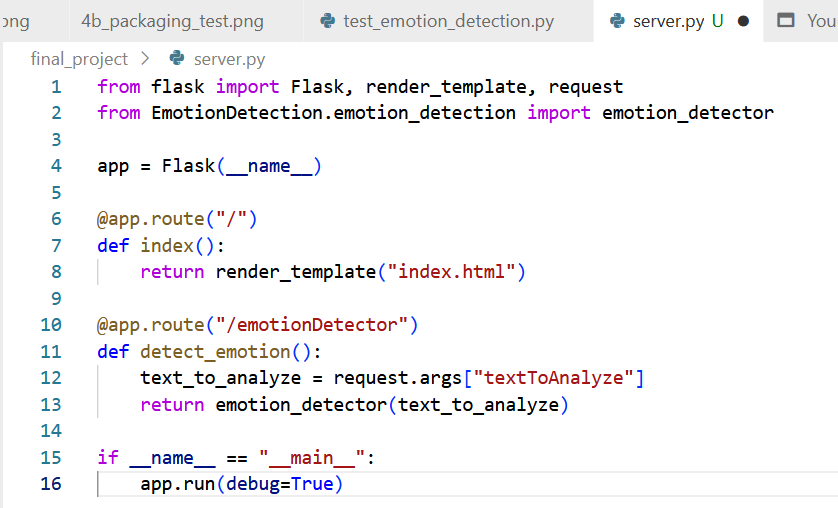 ong 4b_packaging_test.png test_emotion_detection.py server.py U ● You
final_project > server.py
1 from flask import Flask, render_template, request
2 from EmotionDetection.emotion_detection import emotion_detector
3
4 app = Flask(__name__)
5
6 @app.route("/")
7 def index():
8     return render_template("index.html")
9
10 @app.route("/emotionDetector")
11 def detect_emotion():
12     text_to_analyze = request.args["textToAnalyze"]
13     return emotion_detector(text_to_analyze)
14
15 if __name__ == "__main__":
16     app.run(debug=True)